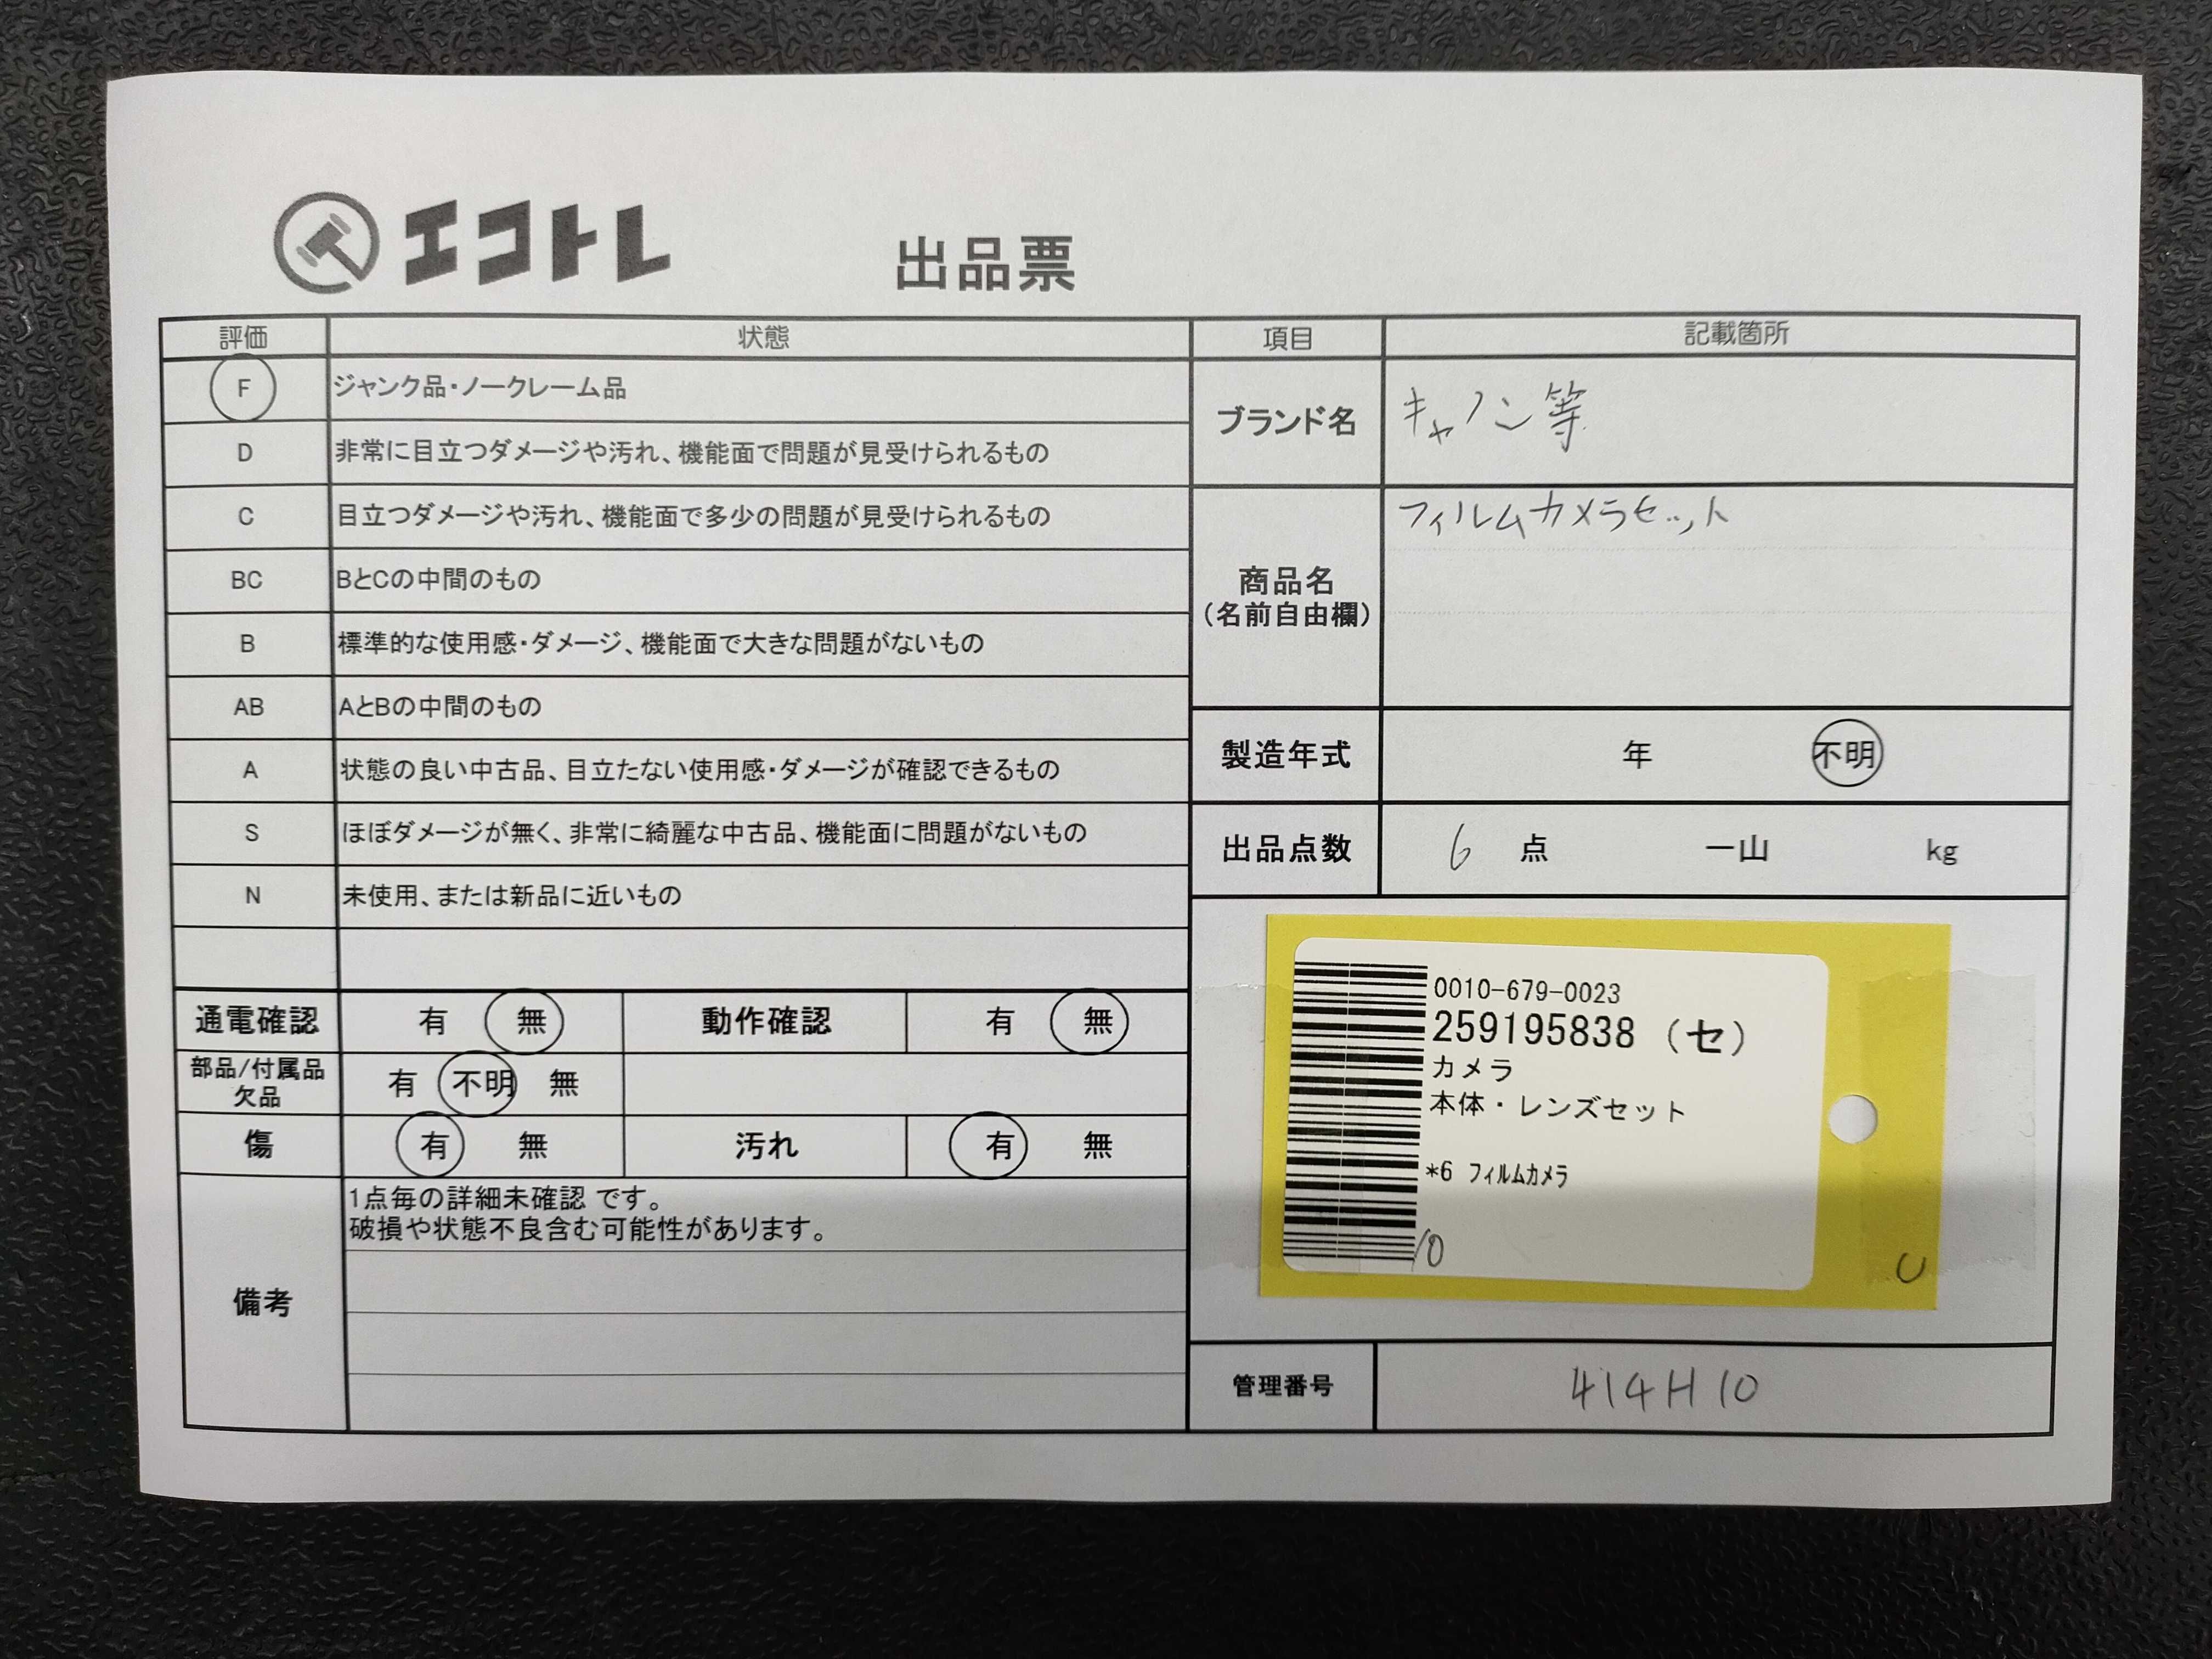 エコトレ
出品票
評価 状態
F ジャンク品・ノークレーム品
D 非常に目立つダメージや汚れ、機能面で問題が見受けられるもの
C 目立つダメージや汚れ、機能面で多少の問題が見受けられるもの
BC BとCの中間のもの
B 標準的な使用感・ダメージ、機能面で大きな問題がないもの
AB AとBの中間のもの
A 状態の良い中古品、目立たない使用感・ダメージが確認できるもの
S ほぼダメージが無く、非常に綺麗な中古品、機能面に問題がないもの
N 未使用、または新品に近いもの
通電確認 有 無 動作確認 有 無
部品/付属品
欠品
有 不明 無
傷 有 無 汚れ 有 無
備考
1点毎の詳細未確認 です。
破損や状態不良含む可能性があります。
項目 記載箇所
ブランド名 キャノン等
商品名
(名前自由欄)
フィルムカメラセット
製造年式 年 不明
出品点数 6 点 一山 kg
0010-679-0023
259195838 (セ)
カメラ
本体・レンズセット
*6 フィルムカメラ
10
U
管理番号 414H10